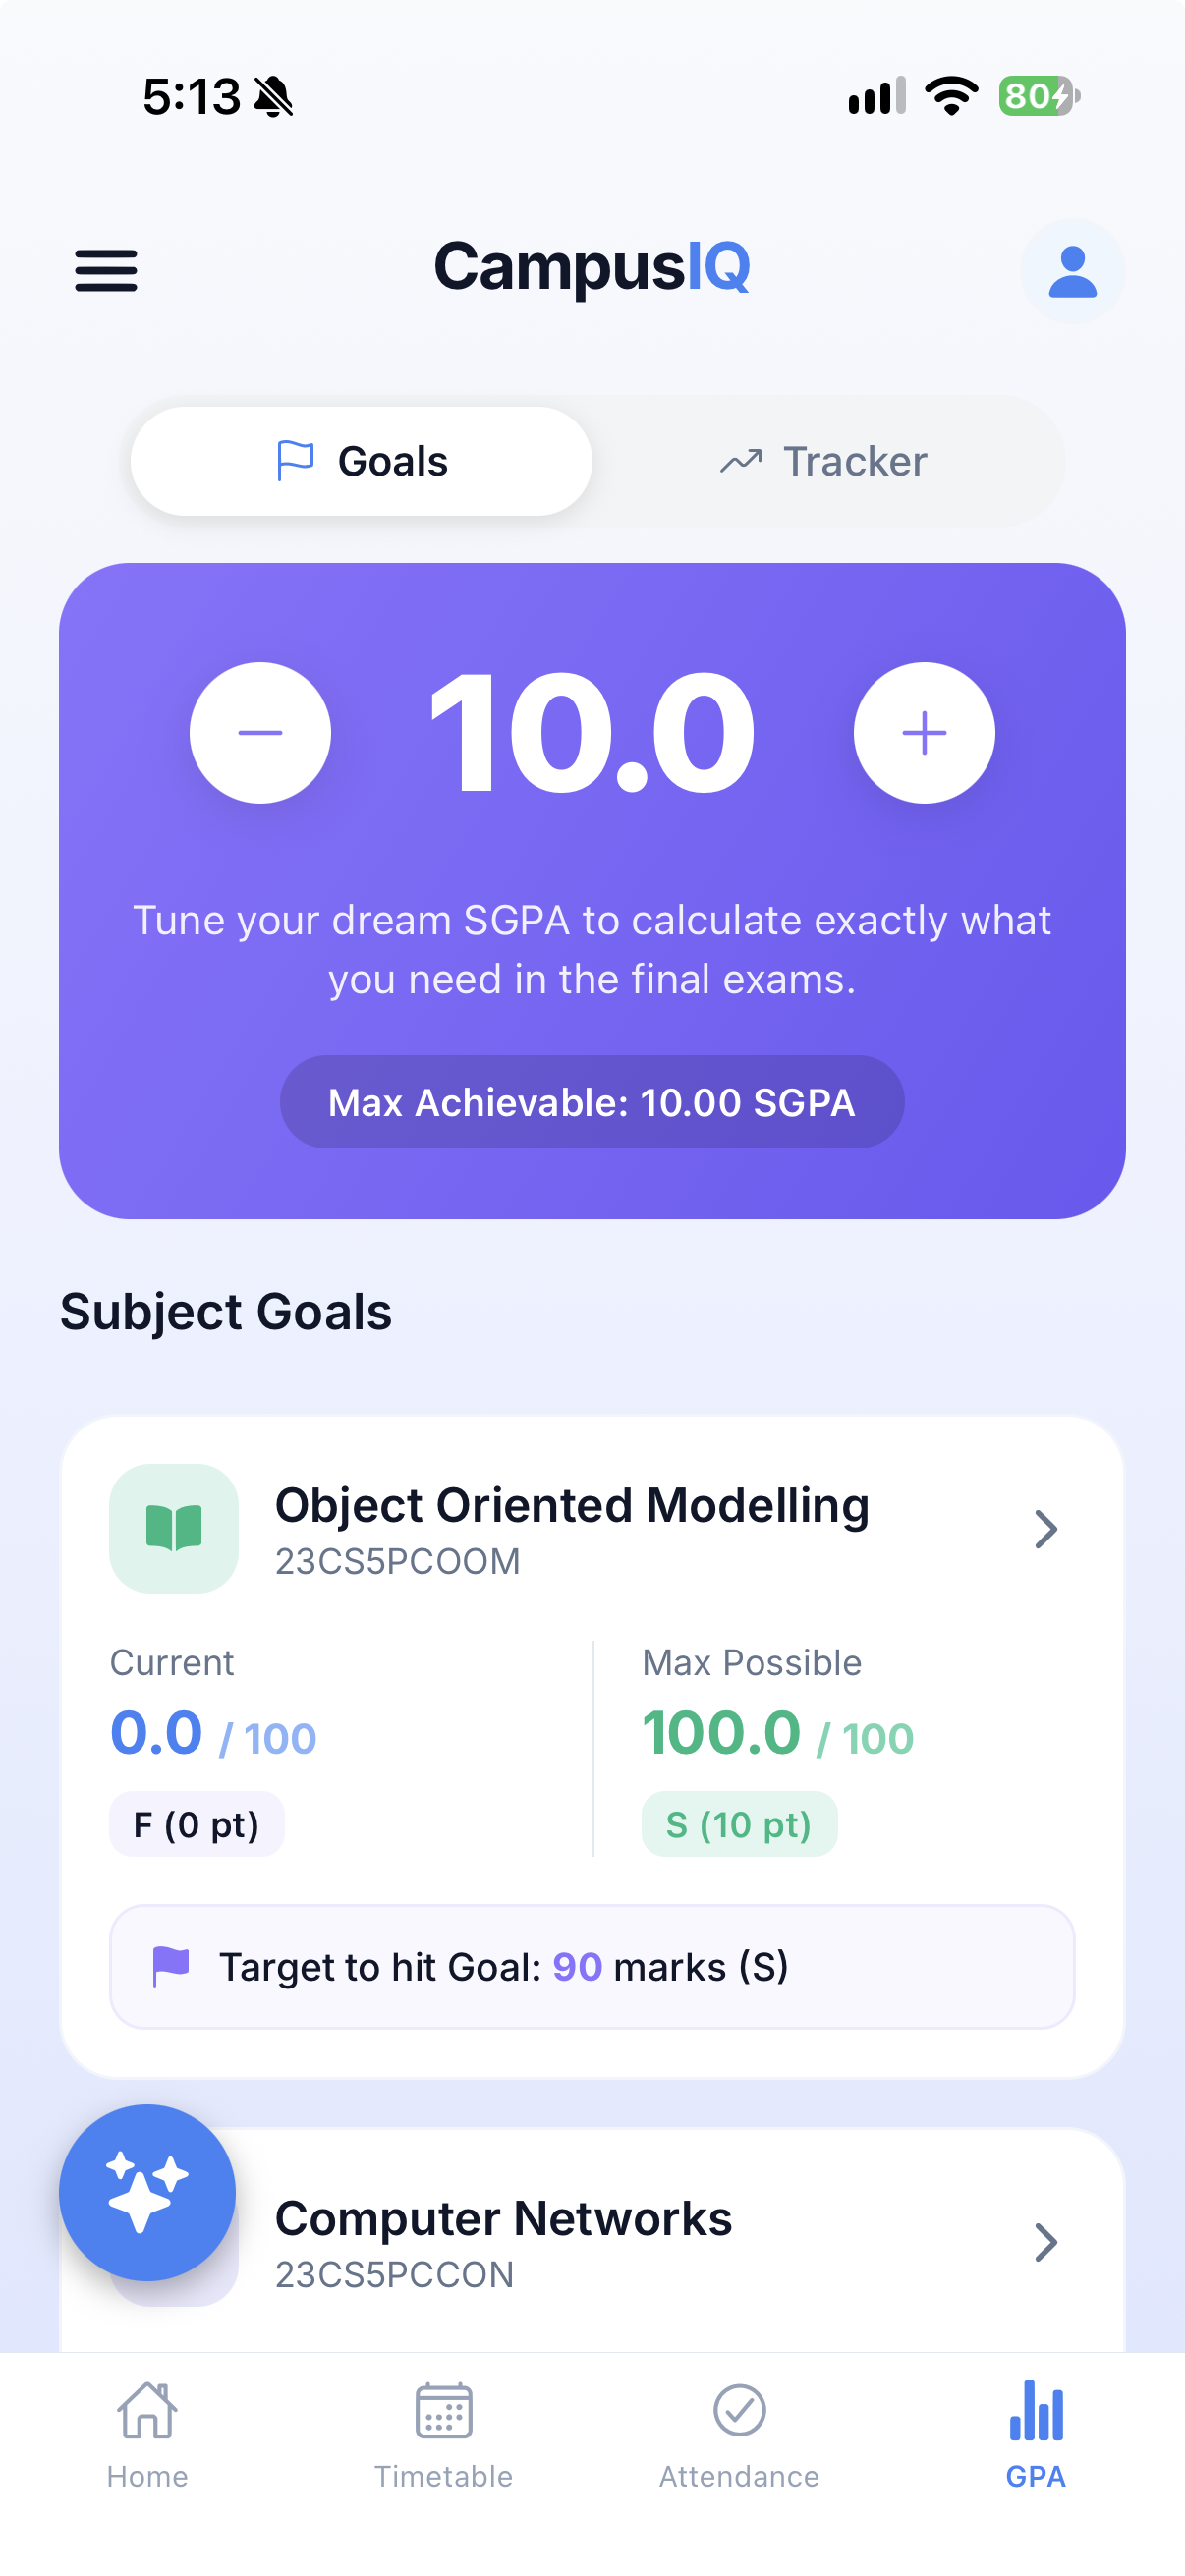 5:13
80
CampusIQ
Goals
Tracker
10.0
Tune your dream SGPA to calculate exactly what
you need in the final exams.
Max Achievable: 10.00 SGPA
Subject Goals
Object Oriented Modelling
23CS5PCOOM
Current
0.0 / 100
F (0 pt)
Max Possible
100.0 / 100
S (10 pt)
Target to hit Goal: 90 marks (S)
Computer Networks
23CS5PCCON
Home
Timetable
Attendance
GPA